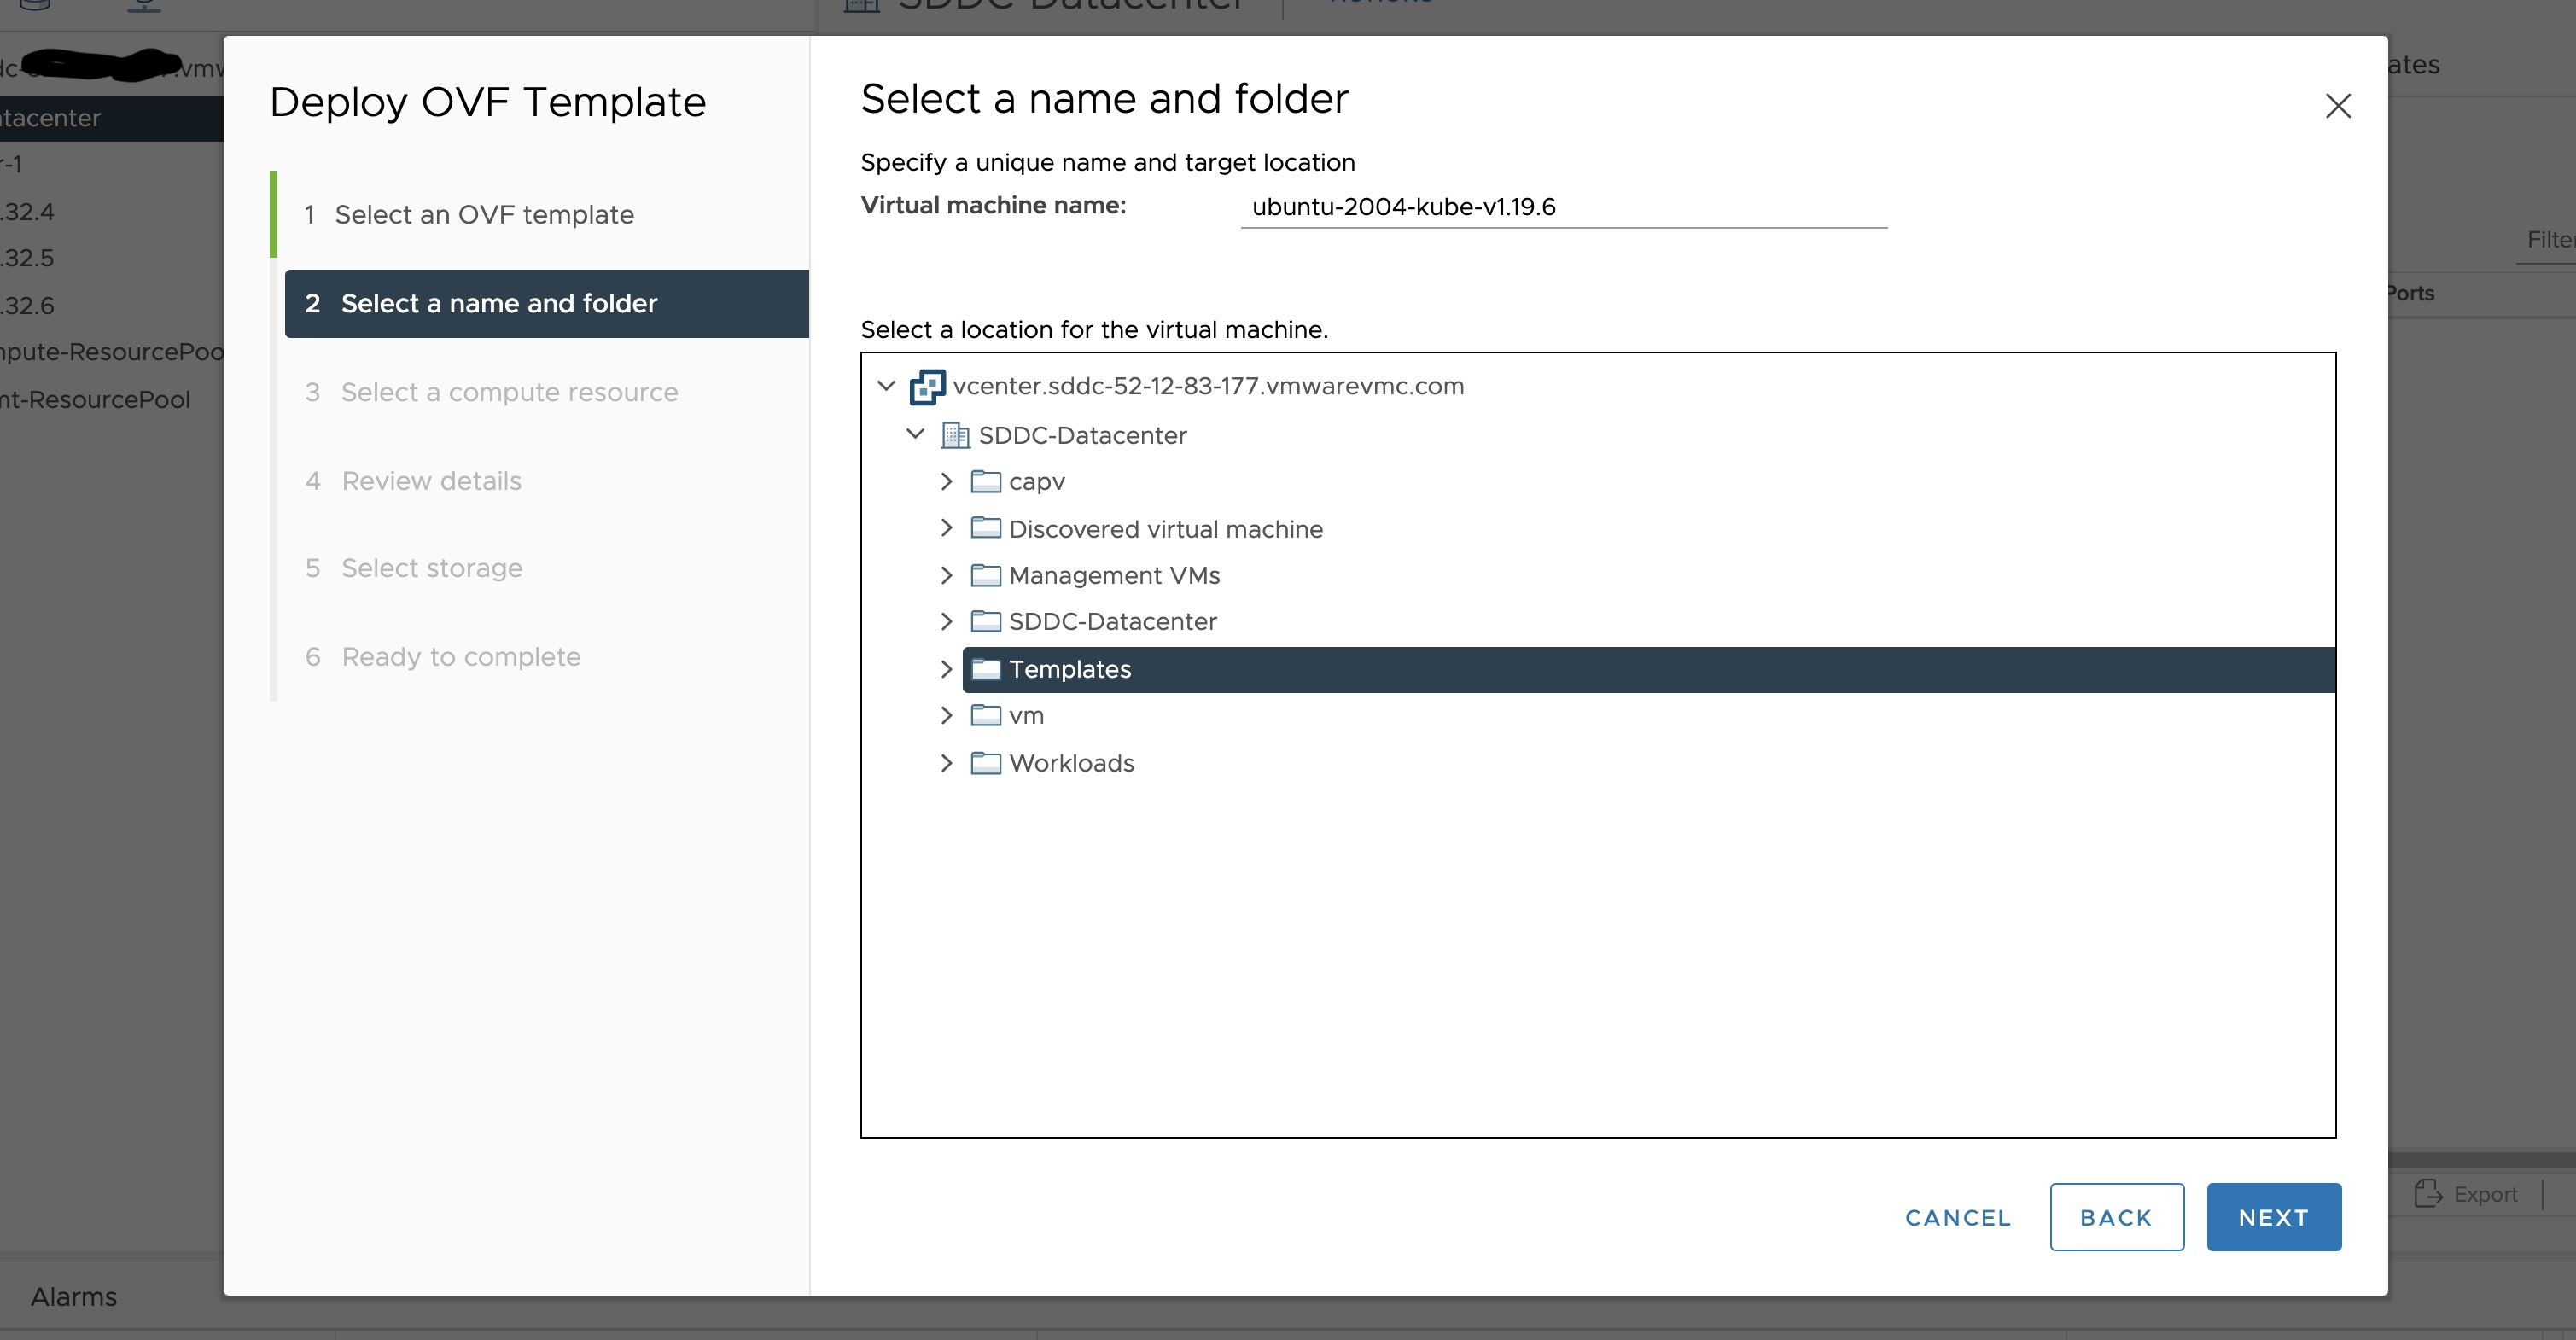 SDDC-Datacenter
ates
tacenter
r-1
.32.4
.32.5
.32.6
npute-ResourcePoo
nt-ResourcePool
Filte
Ports
Export
Alarms
Deploy OVF Template
1 Select an OVF template
2 Select a name and folder
3 Select a compute resource
4 Review details
5 Select storage
6 Ready to complete
Select a name and folder
Specify a unique name and target location
Virtual machine name: ubuntu-2004-kube-v1.19.6
Select a location for the virtual machine.
vcenter.sddc-52-12-83-177.vmwarevmc.com
SDDC-Datacenter
capv
Discovered virtual machine
Management VMs
SDDC-Datacenter
Templates
vm
Workloads
CANCEL BACK NEXT